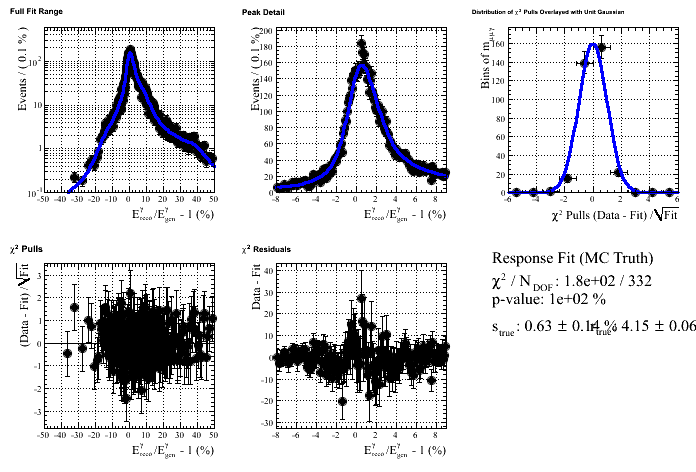 Full Fit Range
Events / ( 0.1 % )
10²
10
1
10⁻¹
-50 -40 -30 -20 -10 0 10 20 30 40 50
E^γ_reco/E^γ_gen - 1 (%)
Peak Detail
Events / ( 0.1 % )
200
180
160
140
120
100
80
60
40
20
0
-8 -6 -4 -2 0 2 4 6 8
E^γ_reco/E^γ_gen - 1 (%)
Distribution of χ² Pulls Overlayed with Unit Gaussian
Bins of m
160
140
120
100
80
60
40
20
0
-6 -4 -2 0 2 4 6
χ² Pulls (Data - Fit) /√Fit
χ² Pulls
(Data - Fit) /√Fit
3
2
1
0
-1
-2
-3
-50 -40 -30 -20 -10 0 10 20 30 40 50
E^γ_reco/E^γ_gen - 1 (%)
χ² Residuals
Data - Fit
40
30
20
10
0
-10
-20
-30
-8 -6 -4 -2 0 2 4 6 8
E^γ_reco/E^γ_gen - 1 (%)
Response Fit (MC Truth)
χ² / N_DOF : 1.8e+02 / 332
p-value: 1e+02 %
s_true : 0.63 ± 0.14 % 4.15 ± 0.06